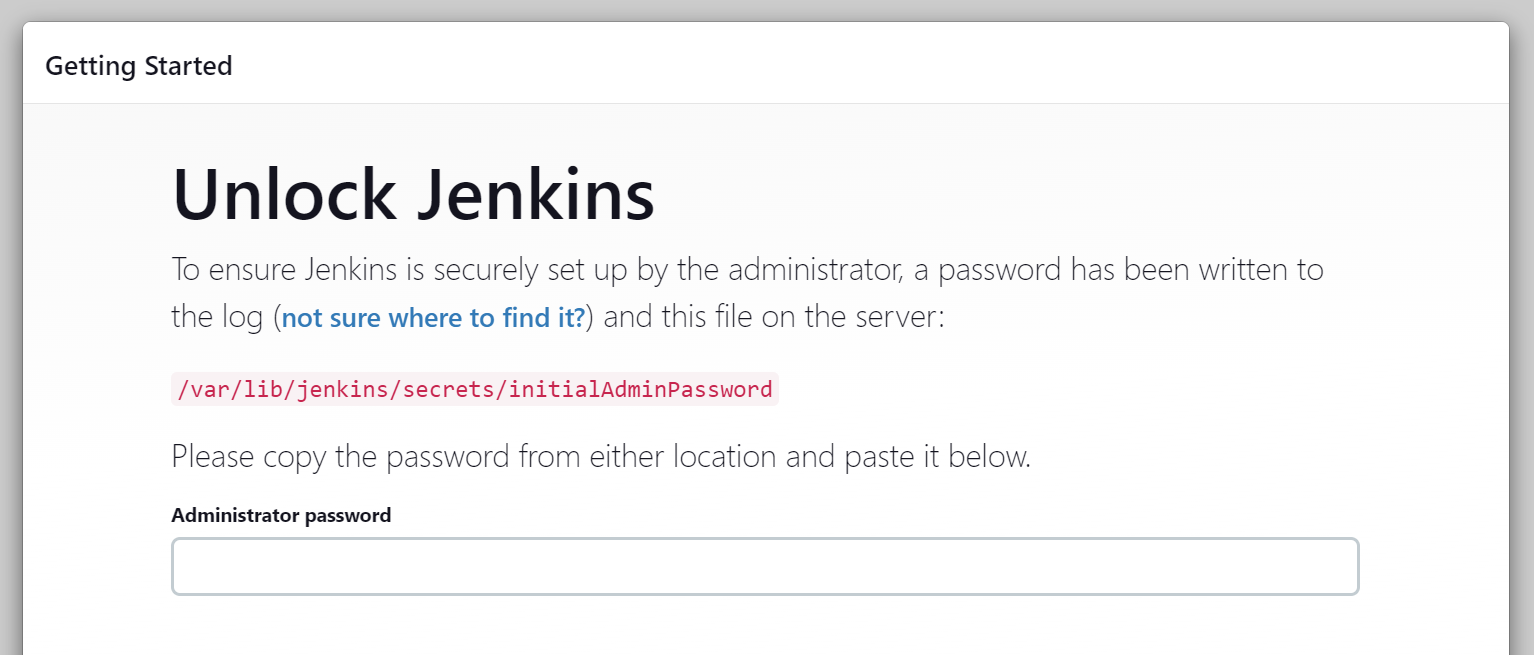 Getting Started
Unlock Jenkins
To ensure Jenkins is securely set up by the administrator, a password has been written to
the log (not sure where to find it?) and this file on the server:
/var/lib/jenkins/secrets/initialAdminPassword
Please copy the password from either location and paste it below.
Administrator password